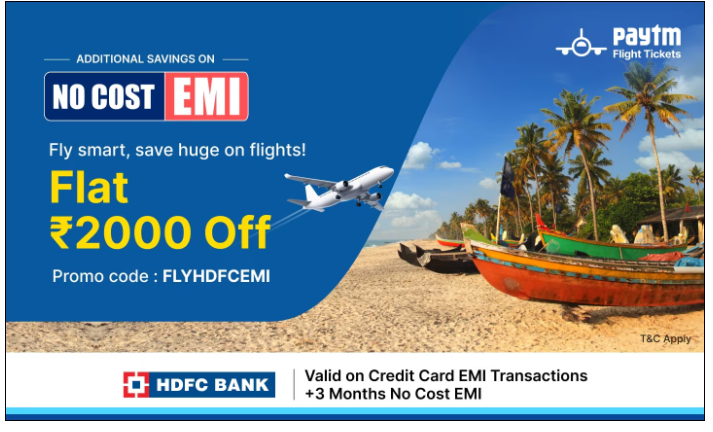 ADDITIONAL SAVINGS ON
NO COST EMI
Fly smart, save huge on flights!
Flat
₹2000 Off
Promo code : FLYHDFCEMI
paytm
Flight Tickets
T&C Apply
HDFC BANK
Valid on Credit Card EMI Transactions
+3 Months No Cost EMI